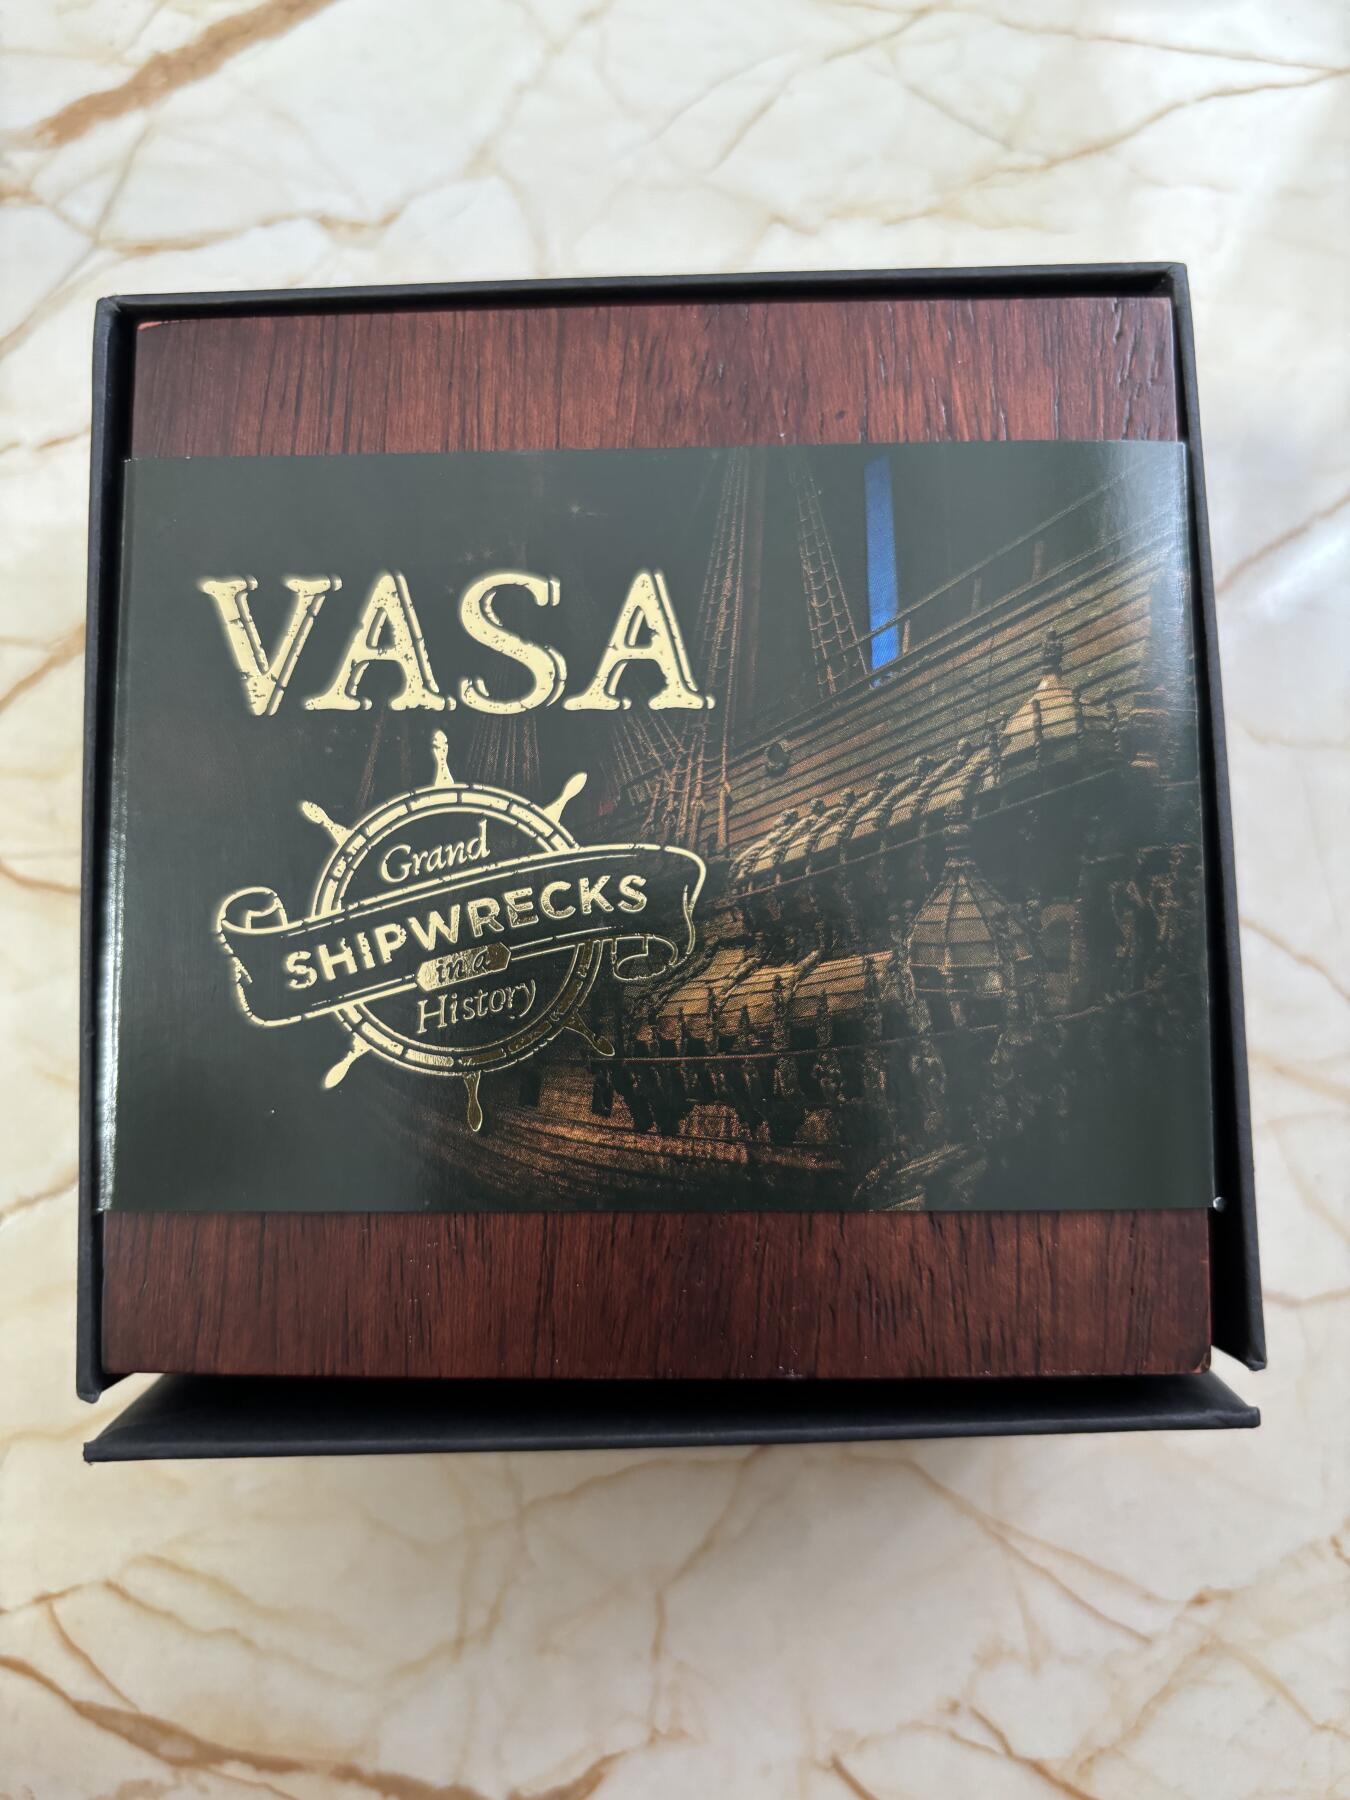 VASA
Grand
SHIPWRECKS
in a
History